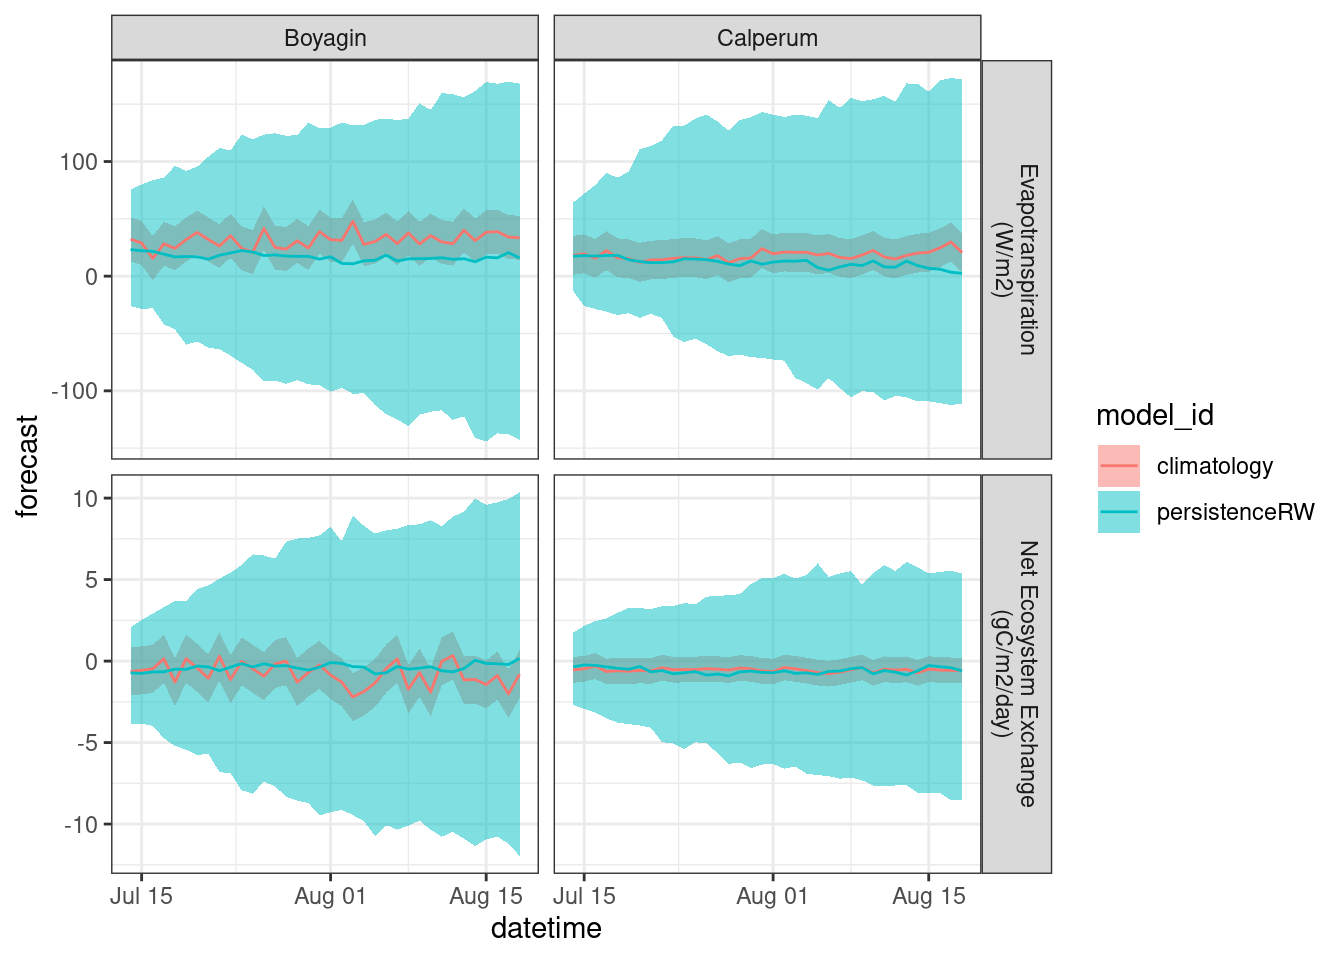 Boyagin
Calperum
100
0
-100
Evapotranspiration
(W/m2)
10
5
0
-5
-10
Net Ecosystem Exchange
(gC/m2/day)
Jul 15
Aug 01
Aug 15
Jul 15
Aug 01
Aug 15
datetime
forecast
model_id
climatology
persistenceRW